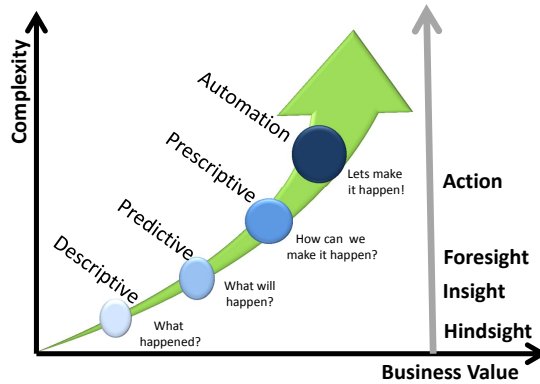 Complexity
Automation
Lets make
it happen!
Prescriptive
How can we
make it happen?
Predictive
What will
happen?
Descriptive
What
happened?
Action
Foresight
Insight
Hindsight
Business Value